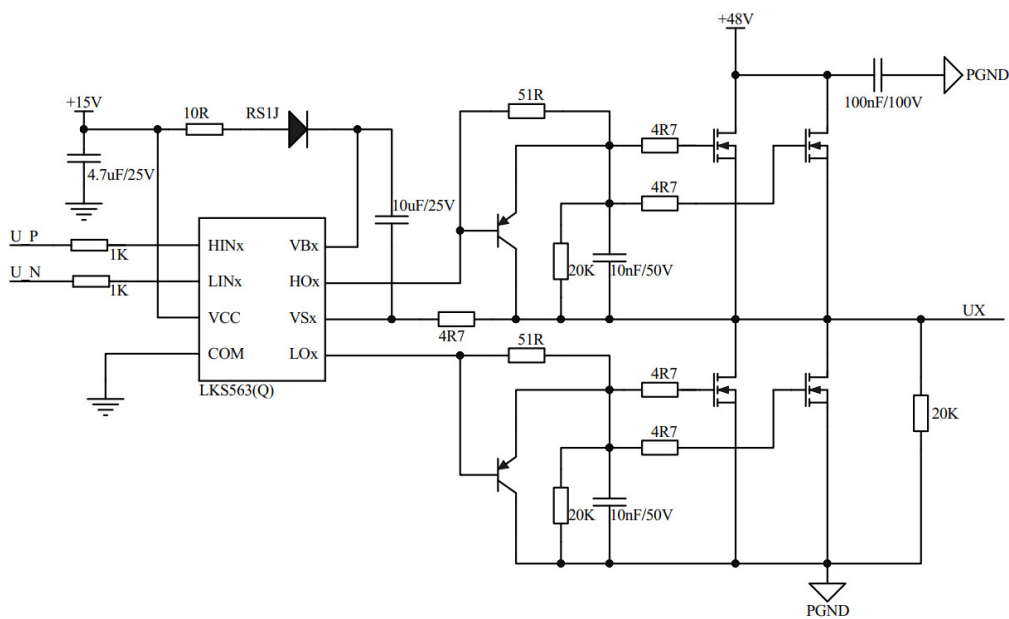 +48V
PGND
100nF/100V
51R
+15V
10R
RS1J
4R7
4.7uF/25V
10uF/25V
4R7
U_P
HINx
VBx
1K
20K
10nF/50V
U_N
LINx
HOx
1K
VCC
VSx
UX
4R7
51R
COM
LOx
LKS563(Q)
4R7
20K
4R7
20K
10nF/50V
PGND